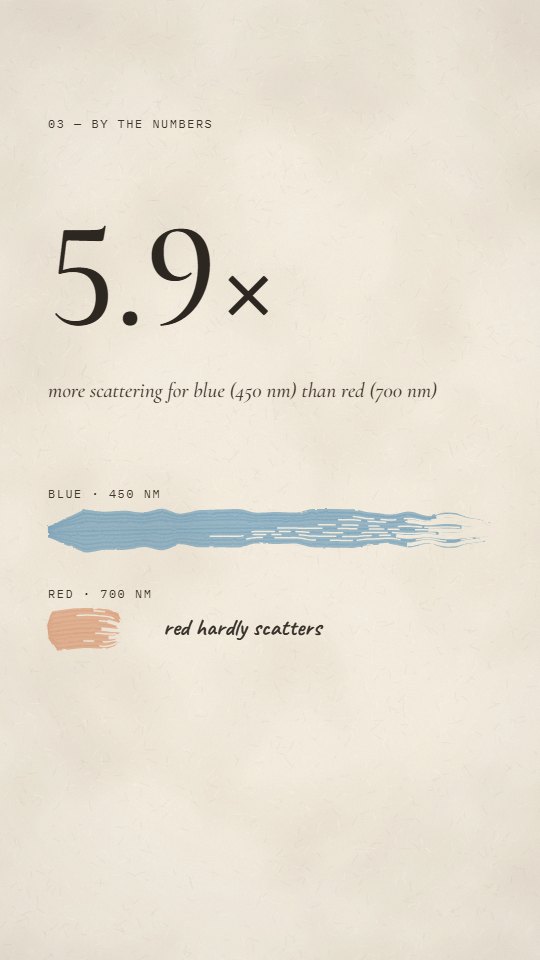 03 — BY THE NUMBERS
5.9×
more scattering for blue (450 nm) than red (700 nm)
BLUE · 450 NM
RED · 700 NM
red hardly scatters